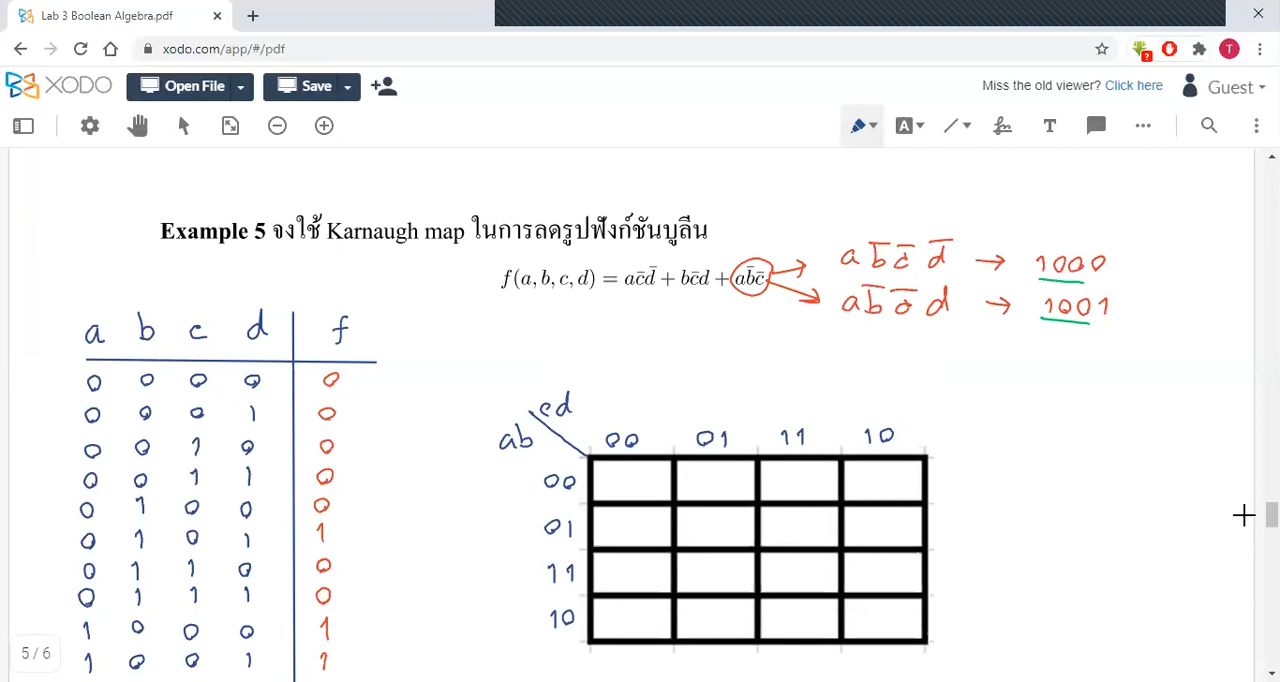 Lab 3 Boolean Algebra.pdf
xodo.com/app/#/pdf
T
XODO
Open File
Save
Miss the old viewer? Click here
Guest
A
T
Example 5 จงใช้ Karnaugh map ในการลดรูปฟังก์ชันบูลีน
f(a, b, c, d) = ac̄d̄ + bc̄d + ab̄c̄
a b̄ c̄ d̄ → 1000
a b̄ c̄ d → 1001
a b c d f
0 0 0 0 0
0 0 0 1 0
0 0 1 0 0
0 0 1 1 0
0 1 0 0 0
0 1 0 1 1
0 1 1 0 0
0 1 1 1 0
1 0 0 0 1
1 0 0 1 1
cd
ab 00 01 11 10
00
01
11
10
5 / 6